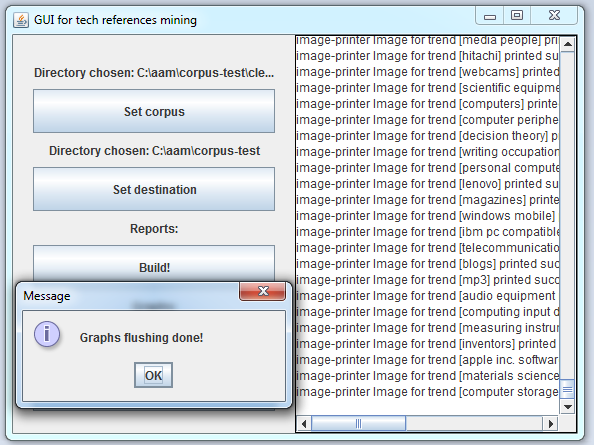 GUI for tech references mining
Directory chosen: C:\aam\corpus-test\cle...
Set corpus
Directory chosen: C:\aam\corpus-test
Set destination
Reports:
Build!
Message
Graphs flushing done!
OK
image-printer Image for trend [media people] pri
image-printer Image for trend [hitachi] printed su
image-printer Image for trend [webcams] printed
image-printer Image for trend [scientific equipme
image-printer Image for trend [computers] printe
image-printer Image for trend [computer periphe
image-printer Image for trend [decision theory] p
image-printer Image for trend [writing occupation
image-printer Image for trend [personal compute
image-printer Image for trend [lenovo] printed su
image-printer Image for trend [magazines] printed
image-printer Image for trend [windows mobile]
image-printer Image for trend [ibm pc compatible
image-printer Image for trend [telecommunicatio
image-printer Image for trend [blogs] printed succ
image-printer Image for trend [mp3] printed succ
image-printer Image for trend [audio equipment
image-printer Image for trend [computing input d
image-printer Image for trend [measuring instrur
image-printer Image for trend [inventors] printed
image-printer Image for trend [apple inc. softwar
image-printer Image for trend [materials science
image-printer Image for trend [computer storage